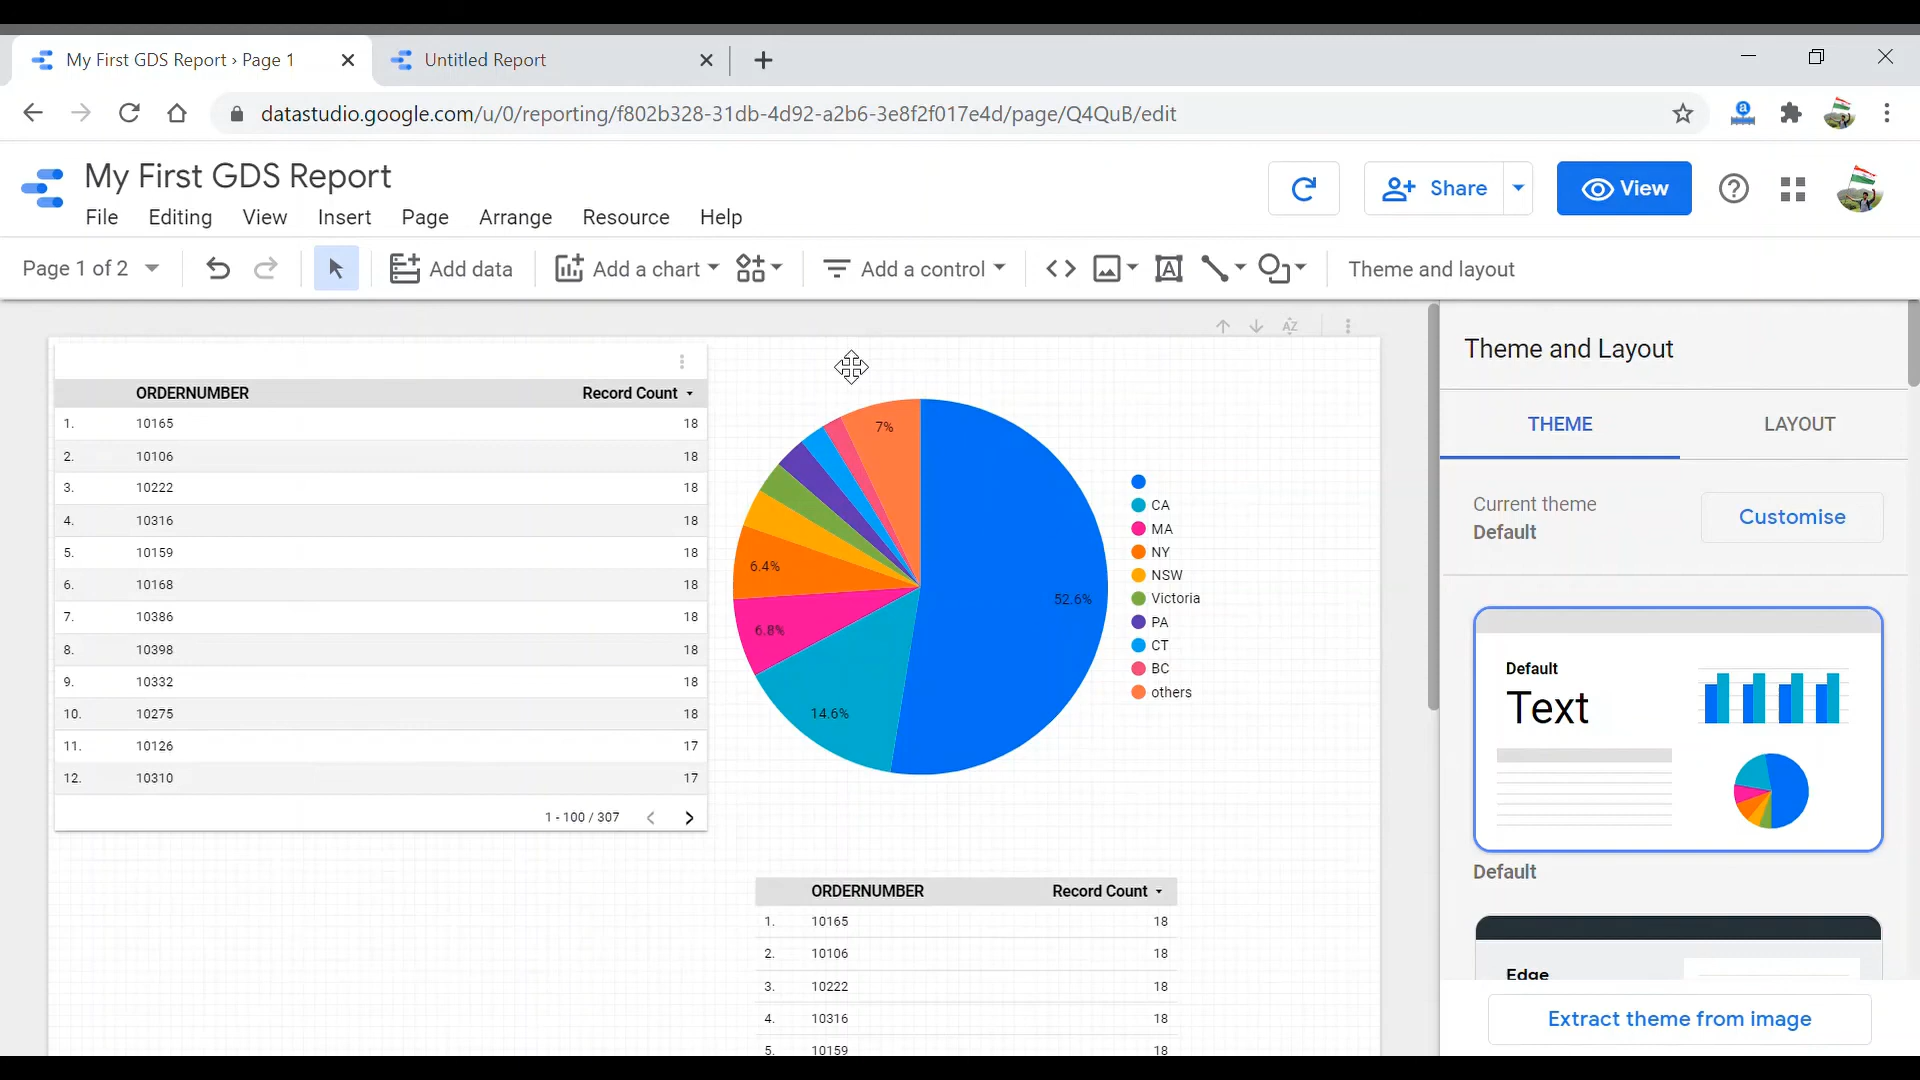 My First GDS Report › Page 1
Untitled Report
datastudio.google.com/u/0/reporting/f802b328-31db-4d92-a2b6-3e8f2f017e4d/page/Q4QuB/edit
My First GDS Report
File Editing View Insert Page Arrange Resource Help
Share
View
Page 1 of 2
Add data
Add a chart
Add a control
Theme and layout
ORDERNUMBER Record Count
1. 10165 18
2. 10106 18
3. 10222 18
4. 10316 18
5. 10159 18
6. 10168 18
7. 10386 18
8. 10398 18
9. 10332 18
10. 10275 18
11. 10126 17
12. 10310 17
1 - 100 / 307
7%
6.4%
6.8%
14.6%
52.6%
CA
MA
NY
NSW
Victoria
PA
CT
BC
others
ORDERNUMBER Record Count
1. 10165 18
2. 10106 18
3. 10222 18
4. 10316 18
5. 10159 18
Theme and Layout
THEME LAYOUT
Current theme
Default
Customise
Default
Text
Default
Edge
Extract theme from image